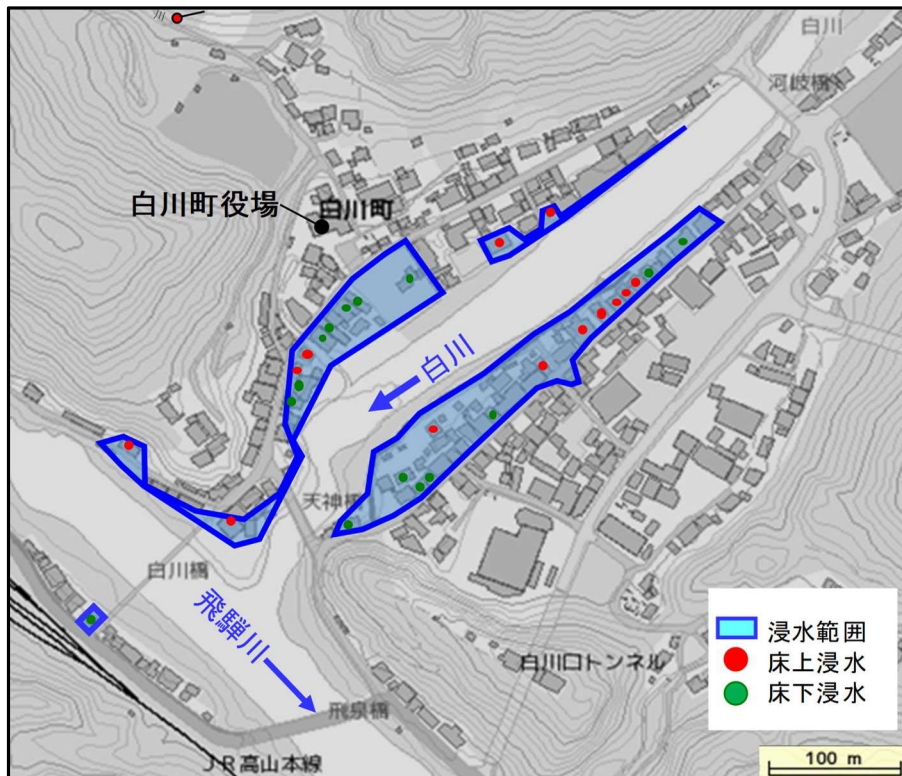 川
白川
河岐橋
白川町役場
白川町
白川
天神橋
白川橋
飛騨川
白川口トンネル
飛泉橋
JR高山本線
浸水範囲
床上浸水
床下浸水
100 m